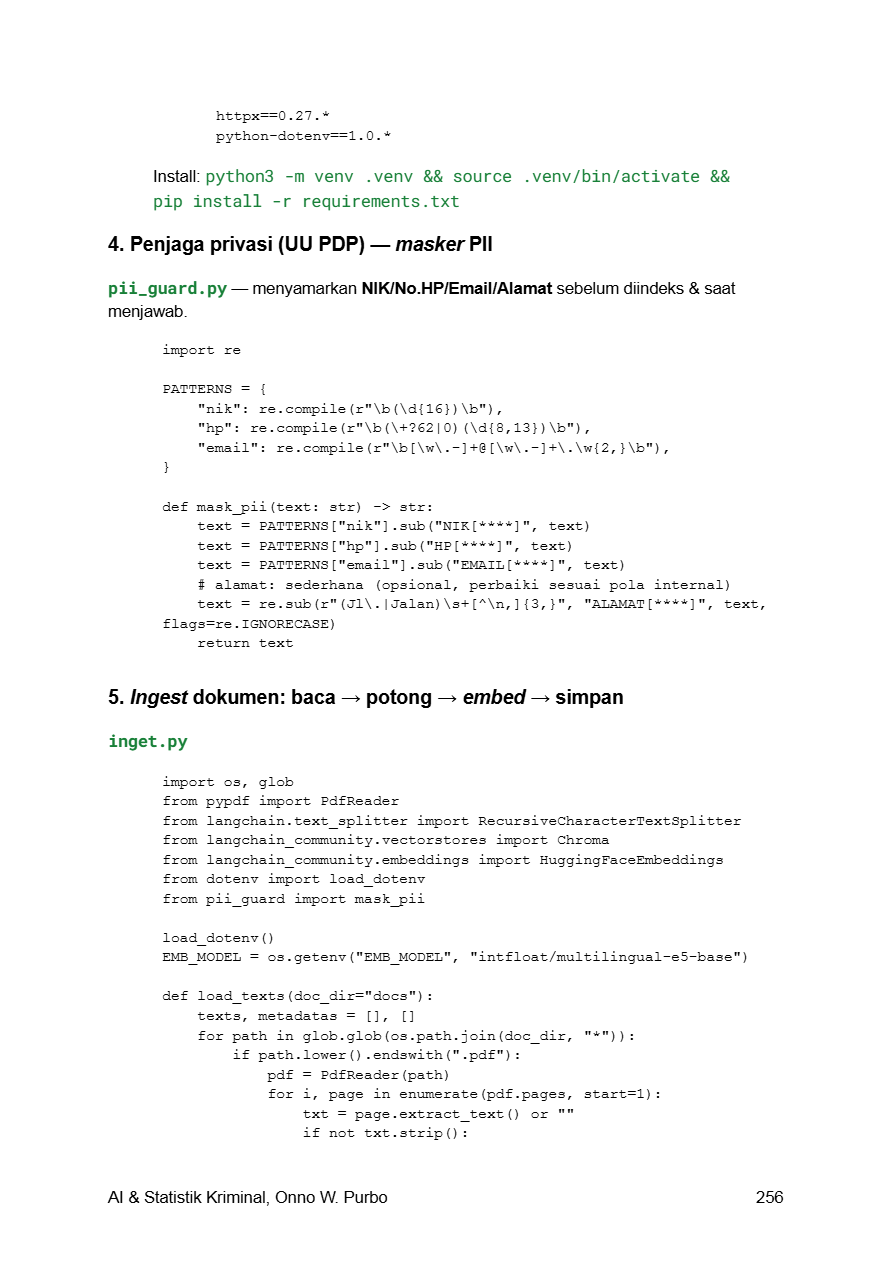 httpx==0.27.*
python-dotenv==1.0.*
Install: python3 -m venv .venv && source .venv/bin/activate &&
pip install -r requirements.txt
4. Penjaga privasi (UU PDP) — masker PII
pii_guard.py — menyamarkan NIK/No.HP/Email/Alamat sebelum diindeks & saat
menjawab.
import re
PATTERNS = {
    "nik": re.compile(r"\b(\d{16})\b"),
    "hp": re.compile(r"\b(\+?62|0)(\d{8,13})\b"),
    "email": re.compile(r"\b[\w\.-]+@[\w\.-]+\.\w{2,}\b"),
}
def mask_pii(text: str) -> str:
    text = PATTERNS["nik"].sub("NIK[****]", text)
    text = PATTERNS["hp"].sub("HP[****]", text)
    text = PATTERNS["email"].sub("EMAIL[****]", text)
    # alamat: sederhana (opsional, perbaiki sesuai pola internal)
    text = re.sub(r"(Jl\.|Jalan)\s+[^\n,]{3,}", "ALAMAT[****]", text,
flags=re.IGNORECASE)
    return text
5. Ingest dokumen: baca → potong → embed → simpan
inget.py
import os, glob
from pypdf import PdfReader
from langchain.text_splitter import RecursiveCharacterTextSplitter
from langchain_community.vectorstores import Chroma
from langchain_community.embeddings import HuggingFaceEmbeddings
from dotenv import load_dotenv
from pii_guard import mask_pii
load_dotenv()
EMB_MODEL = os.getenv("EMB_MODEL", "intfloat/multilingual-e5-base")
def load_texts(doc_dir="docs"):
    texts, metadatas = [], []
    for path in glob.glob(os.path.join(doc_dir, "*")):
        if path.lower().endswith(".pdf"):
            pdf = PdfReader(path)
            for i, page in enumerate(pdf.pages, start=1):
                txt = page.extract_text() or ""
                if not txt.strip():
AI & Statistik Kriminal, Onno W. Purbo 256